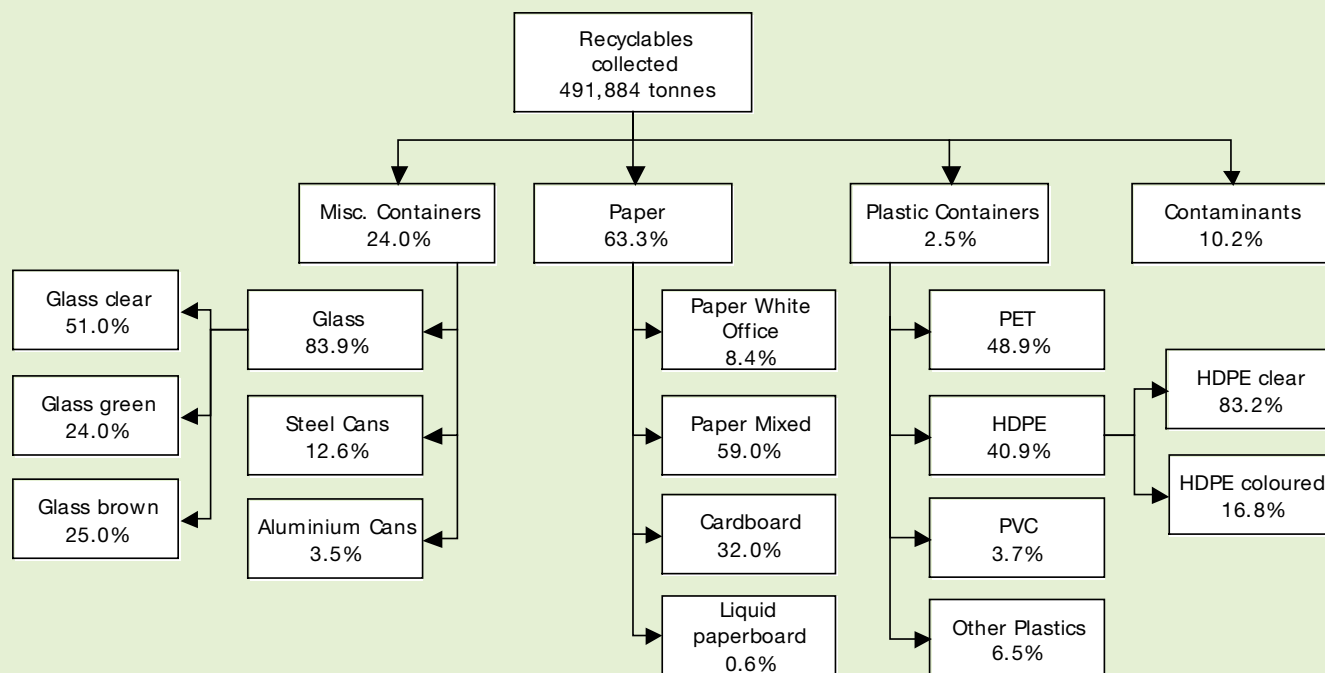 Recyclables
collected
491,884 tonnes
Misc. Containers
24.0%
Paper
63.3%
Plastic Containers
2.5%
Contaminants
10.2%
Glass clear
51.0%
Glass green
24.0%
Glass brown
25.0%
Glass
83.9%
Steel Cans
12.6%
Aluminium Cans
3.5%
Paper White
Office
8.4%
Paper Mixed
59.0%
Cardboard
32.0%
Liquid
paperboard
0.6%
PET
48.9%
HDPE
40.9%
PVC
3.7%
Other Plastics
6.5%
HDPE clear
83.2%
HDPE coloured
16.8%